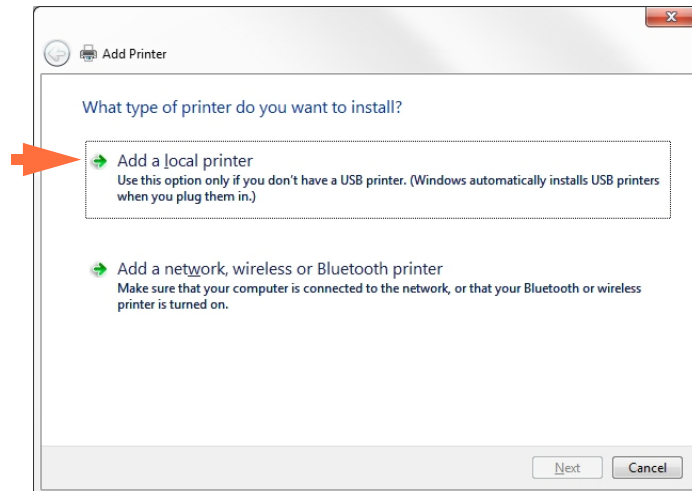 Add Printer
What type of printer do you want to install?
Add a local printer
Use this option only if you don't have a USB printer. (Windows automatically installs USB printers
when you plug them in.)
Add a network, wireless or Bluetooth printer
Make sure that your computer is connected to the network, or that your Bluetooth or wireless
printer is turned on.
Next Cancel